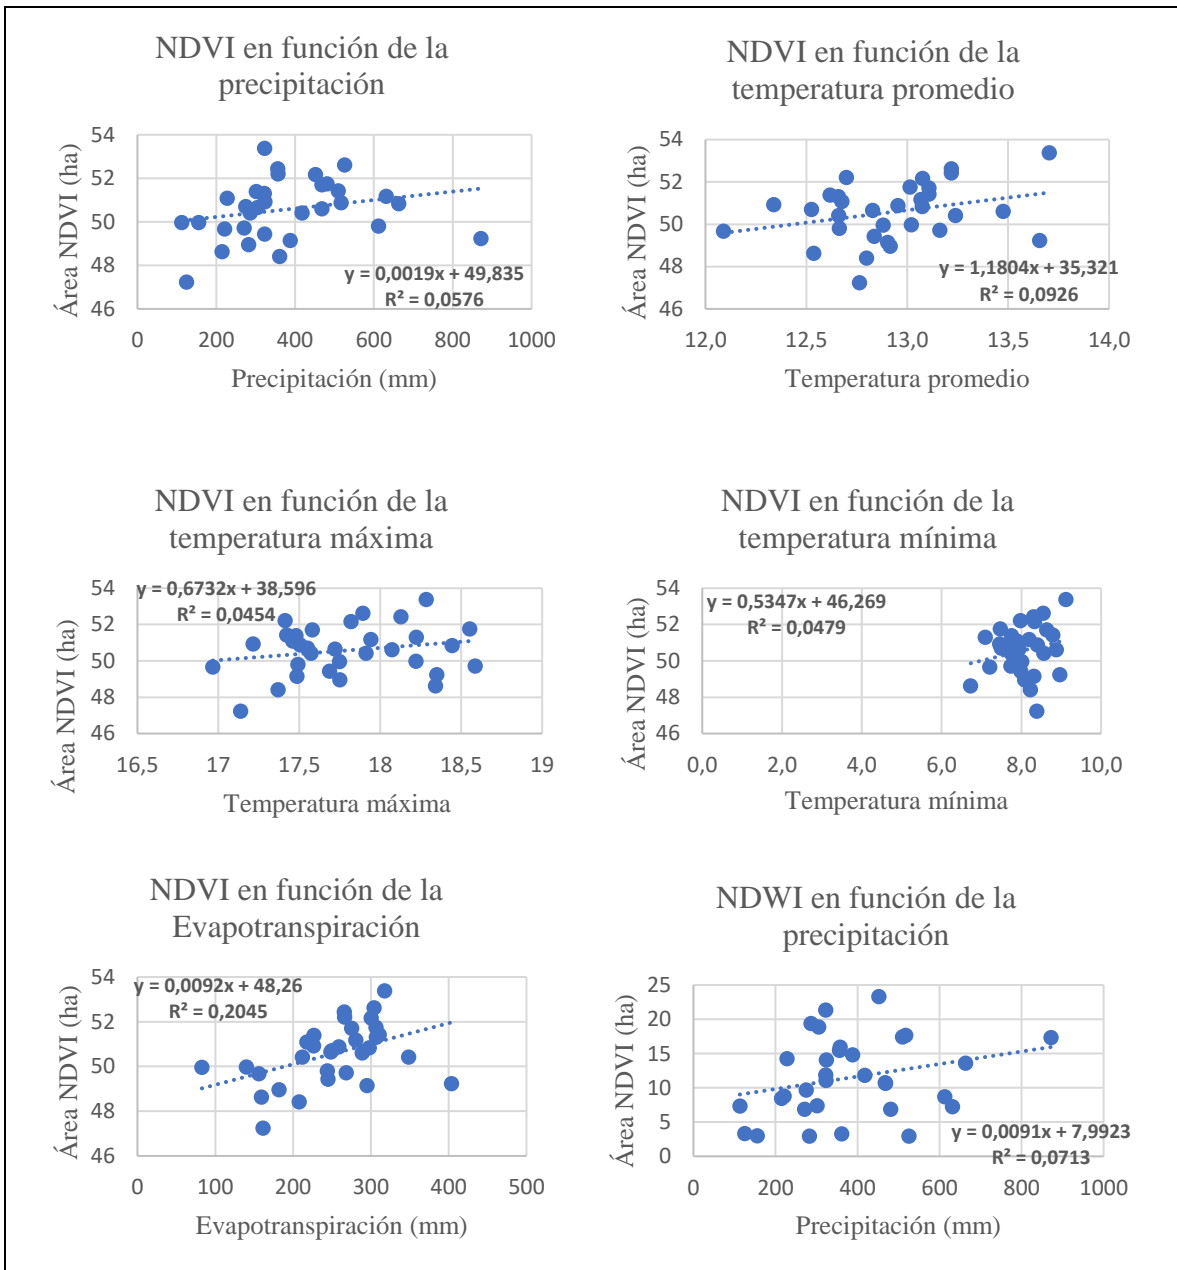 NDVI en función de la
precipitación
54
52
50
48
46
0
200
400
600
800
1000
Área NDVI (ha)
Precipitación (mm)
y = 0,0019x + 49,835
R² = 0,0576
NDVI en función de la
temperatura promedio
54
52
50
48
46
12,0
12,5
13,0
13,5
14,0
Área NDVI (ha)
Temperatura promedio
y = 1,1804x + 35,321
R² = 0,0926
NDVI en función de la
temperatura máxima
y = 0,6732x + 38,596
R² = 0,0454
54
52
50
48
46
16,5
17
17,5
18
18,5
19
Área NDVI (ha)
Temperatura máxima
NDVI en función de la
temperatura mínima
y = 0,5347x + 46,269
R² = 0,0479
54
52
50
48
46
0,0
2,0
4,0
6,0
8,0
10,0
Área NDVI (ha)
Temperatura mínima
NDVI en función de la
Evapotranspiración
y = 0,0092x + 48,26
R² = 0,2045
54
52
50
48
46
0
100
200
300
400
500
Área NDVI (ha)
Evapotranspiración (mm)
NDWI en función de la
precipitación
25
20
15
10
5
0
0
200
400
600
800
1000
Área NDVI (ha)
Precipitación (mm)
y = 0,0091x + 7,9923
R² = 0,0713